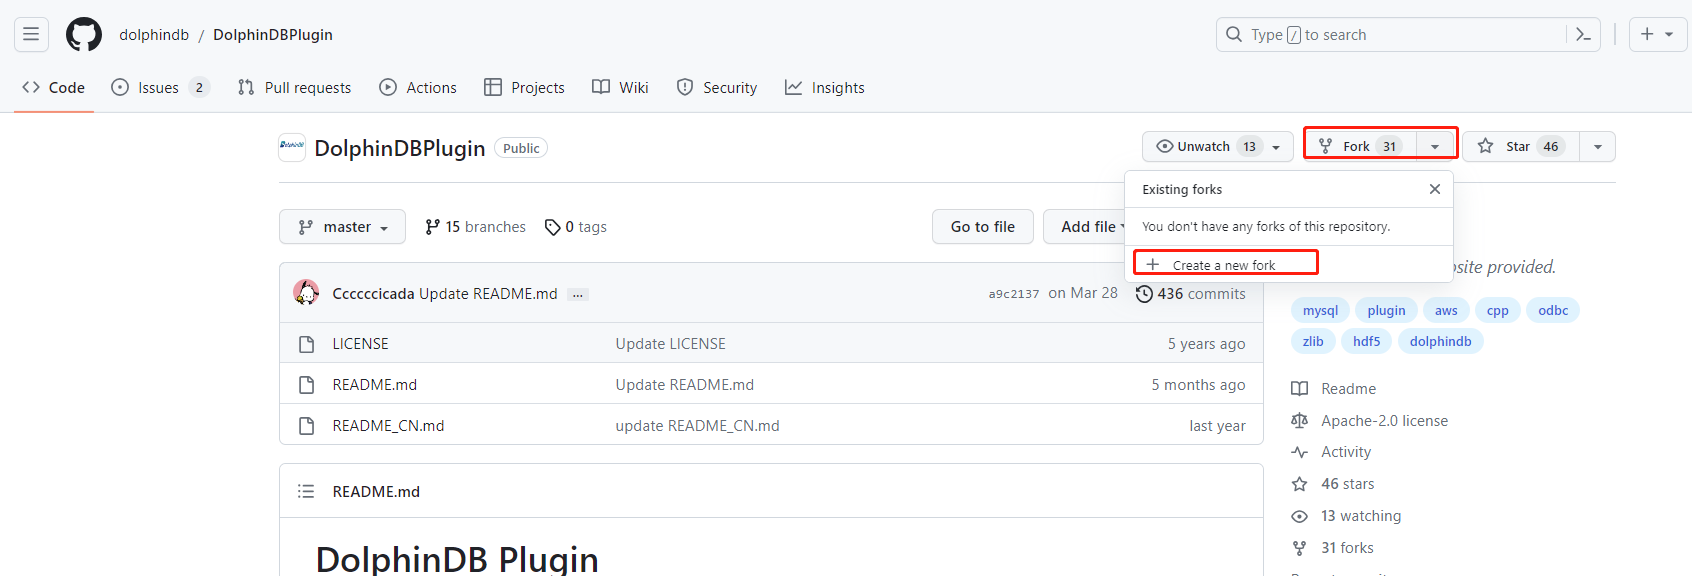 dolphindb / DolphinDBPlugin
Type / to search
Code
Issues 2
Pull requests
Actions
Projects
Wiki
Security
Insights
DolphinDB
DolphinDBPlugin Public
Unwatch 13
Fork 31
Star 46
Existing forks
You don't have any forks of this repository.
Create a new fork
master
15 branches
0 tags
Go to file
Add file
provided.
Ccccccicada Update README.md ...
a9c2137 on Mar 28
436 commits
LICENSE Update LICENSE 5 years ago
README.md Update README.md 5 months ago
README_CN.md update README_CN.md last year
mysql plugin aws cpp odbc
zlib hdf5 dolphindb
Readme
Apache-2.0 license
Activity
46 stars
13 watching
31 forks
README.md
DolphinDB Plugin